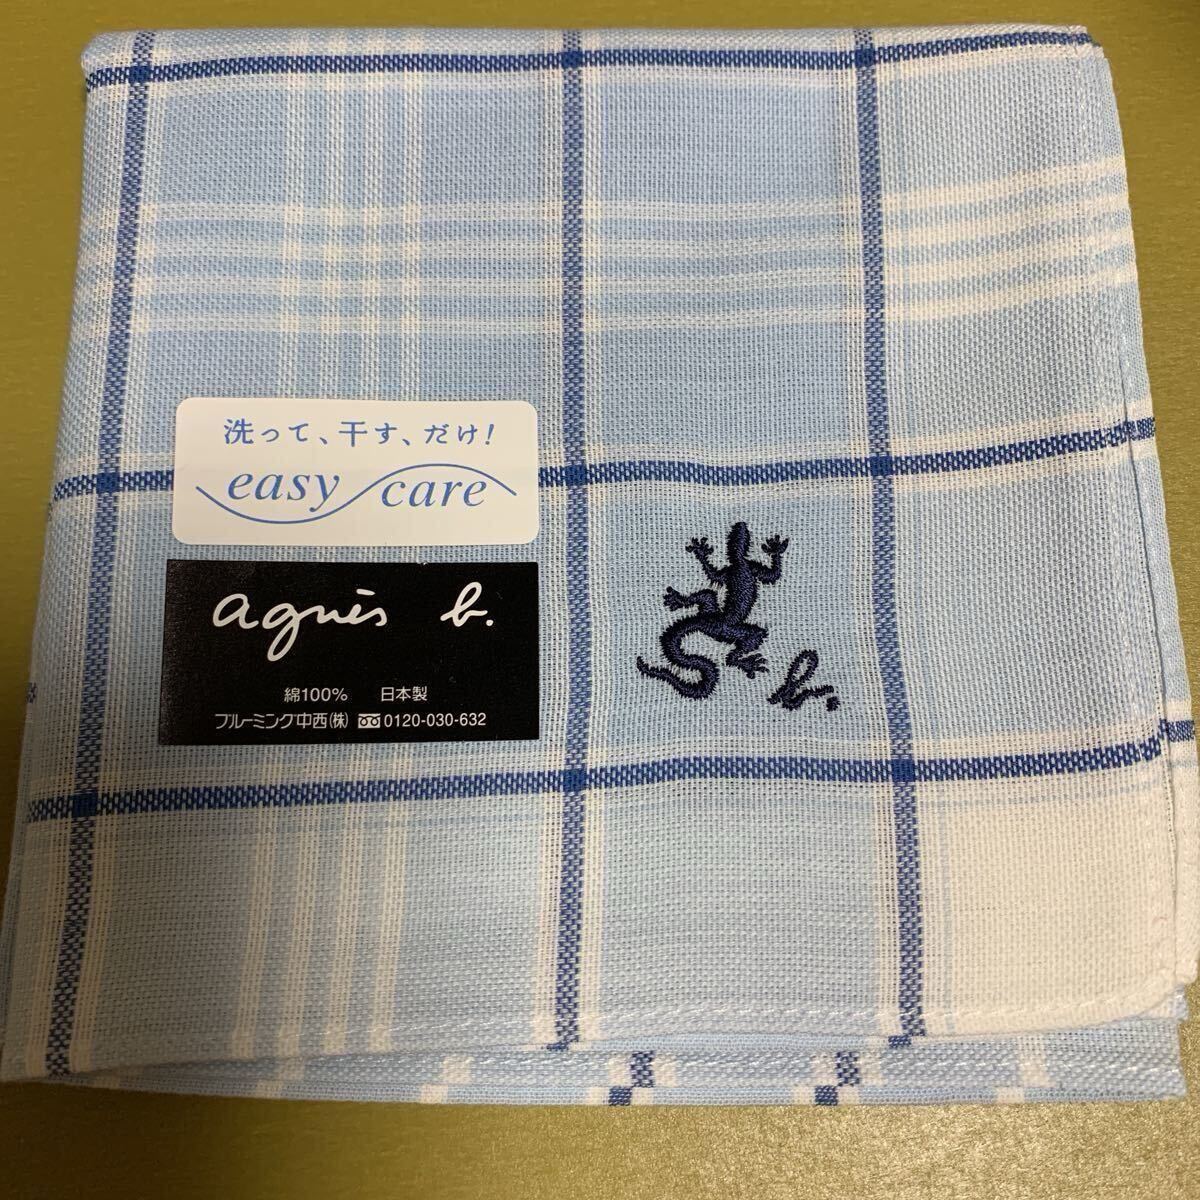 洗って、干す、だけ!
easy care
agnès b.
綿100% 日本製
ブルーミング中西(株) 0120-030-632
b.